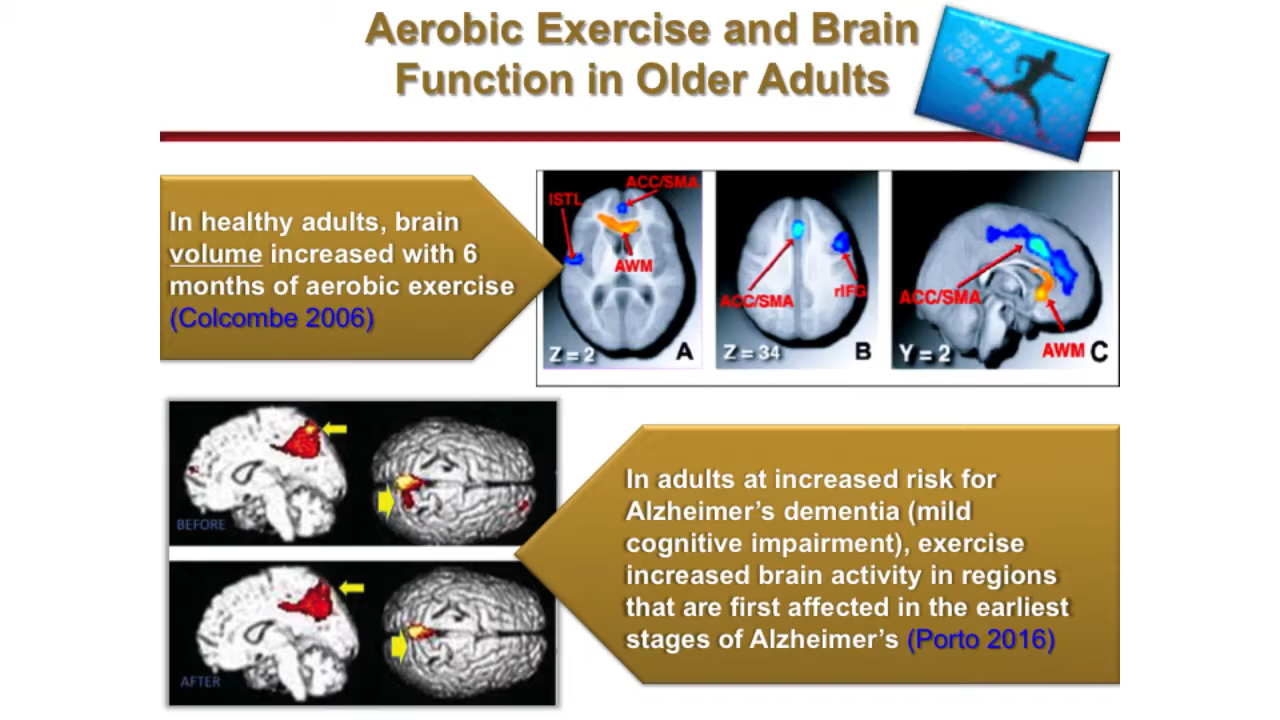 Aerobic Exercise and Brain
Function in Older Adults
In healthy adults, brain
volume increased with 6
months of aerobic exercise
(Colcombe 2006)
ACC/SMA
lSTL
AWM
Z = 2
A
ACC/SMA
rIFG
Z = 34
B
ACC/SMA
AWM
Y = 2
C
BEFORE
AFTER
In adults at increased risk for
Alzheimer’s dementia (mild
cognitive impairment), exercise
increased brain activity in regions
that are first affected in the earliest
stages of Alzheimer’s (Porto 2016)